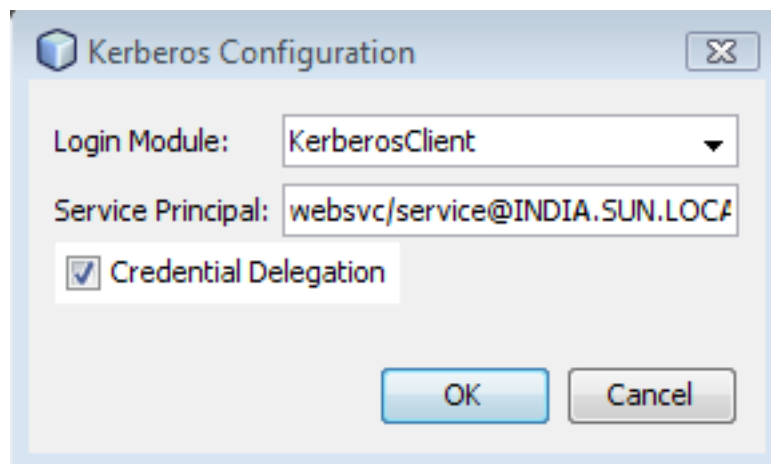 Kerberos Configuration
Login Module: KerberosClient
Service Principal: websvc/service@INDIA.SUN.LOCA
Credential Delegation
OK Cancel